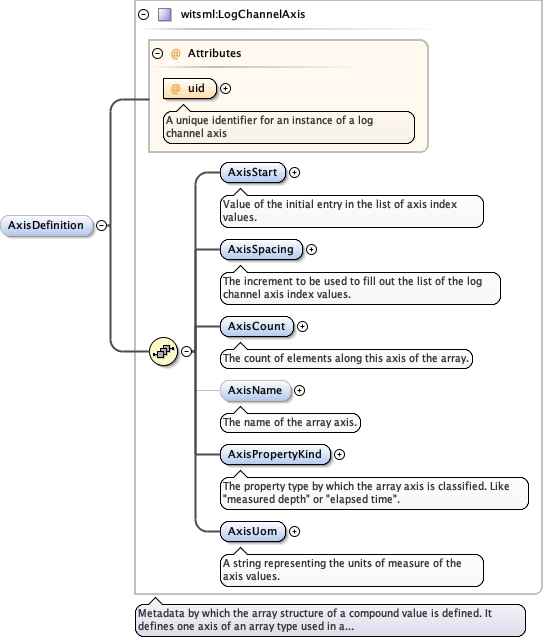 witsml:LogChannelAxis
@ Attributes
@ uid
A unique identifier for an instance of a log
channel axis
AxisDefinition
AxisStart
Value of the initial entry in the list of axis index
values.
AxisSpacing
The increment to be used to fill out the list of the log
channel axis index values.
AxisCount
The count of elements along this axis of the array.
AxisName
The name of the array axis.
AxisPropertyKind
The property type by which the array axis is classified. Like
"measured depth" or "elapsed time".
AxisUom
A string representing the units of measure of the
axis values.
Metadata by which the array structure of a compound value is defined. It
defines one axis of an array type used in a...